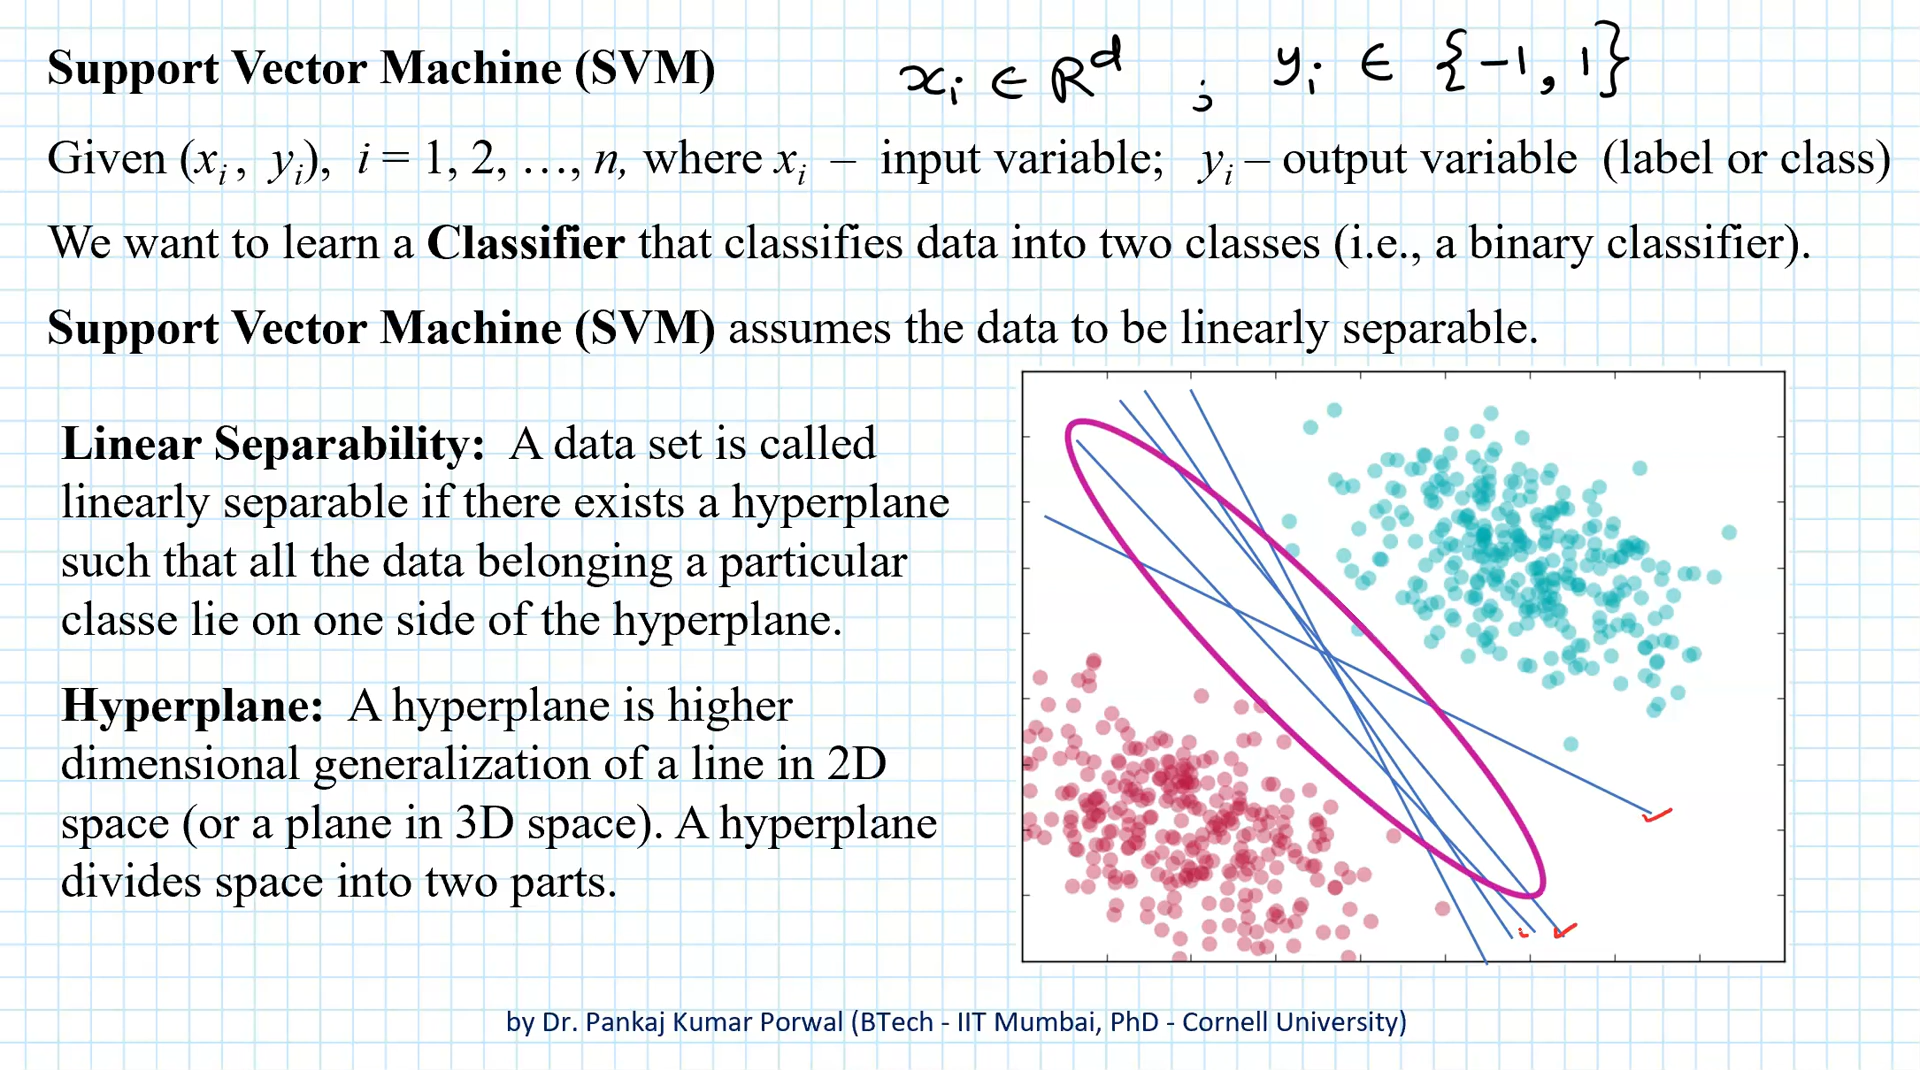 Support Vector Machine (SVM)
xᵢ ∈ ℝᵈ ; yᵢ ∈ {-1, 1}
Given (xᵢ , yᵢ), i = 1, 2, …, n, where xᵢ – input variable; yᵢ – output variable (label or class)
We want to learn a Classifier that classifies data into two classes (i.e., a binary classifier).
Support Vector Machine (SVM) assumes the data to be linearly separable.
Linear Separability: A data set is called
linearly separable if there exists a hyperplane
such that all the data belonging a particular
classe lie on one side of the hyperplane.
Hyperplane: A hyperplane is higher
dimensional generalization of a line in 2D
space (or a plane in 3D space). A hyperplane
divides space into two parts.
by Dr. Pankaj Kumar Porwal (BTech - IIT Mumbai, PhD - Cornell University)